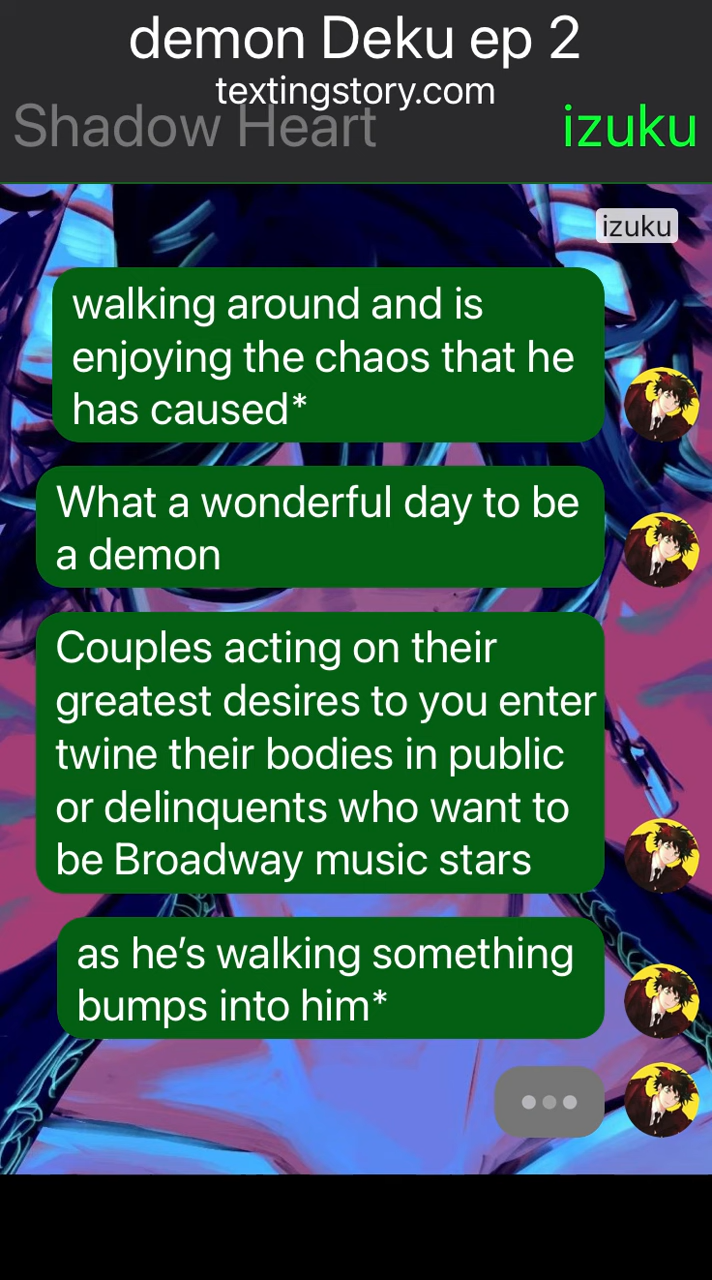 demon Deku ep 2
textingstory.com
Shadow Heart
izuku
izuku
walking around and is
enjoying the chaos that he
has caused*
What a wonderful day to be
a demon
Couples acting on their
greatest desires to you enter
twine their bodies in public
or delinquents who want to
be Broadway music stars
as he’s walking something
bumps into him*